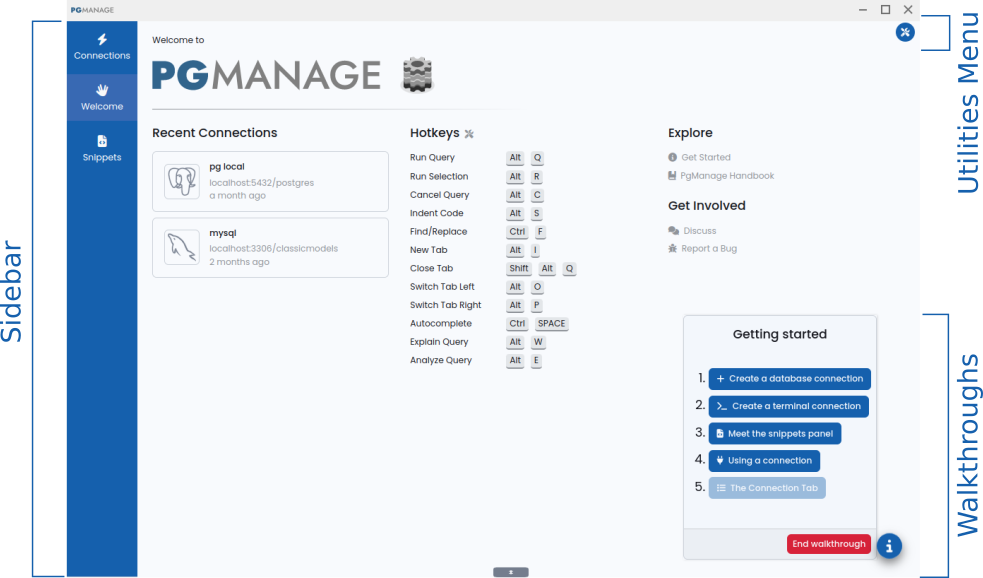 PGMANAGE
Connections
Welcome
Snippets
Welcome to
PGMANAGE
Recent Connections
pg local
localhost:5432/postgres
a month ago
mysql
localhost:3306/classicmodels
2 months ago
Hotkeys
Run Query Alt Q
Run Selection Alt R
Cancel Query Alt C
Indent Code Alt S
Find/Replace Ctrl F
New Tab Alt I
Close Tab Shift Alt Q
Switch Tab Left Alt O
Switch Tab Right Alt P
Autocomplete Ctrl SPACE
Explain Query Alt W
Analyze Query Alt E
Explore
Get Started
PgManage Handbook
Get Involved
Discuss
Report a Bug
Getting started
1. + Create a database connection
2. >_ Create a terminal connection
3. Meet the snippets panel
4. Using a connection
5. The Connection Tab
End walkthrough
i
Sidebar
Utilities Menu
Walkthroughs